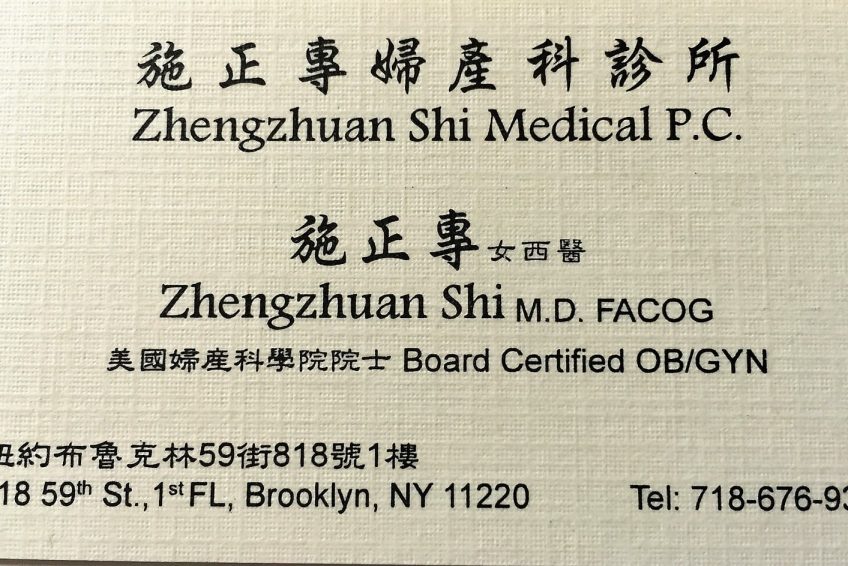 施正專婦產科診所
Zhengzhuan Shi Medical P.C.
施正專 女西醫
Zhengzhuan Shi M.D. FACOG
美國婦產科學院院士 Board Certified OB/GYN
紐約布魯克林59街818號1樓
18 59th St., 1st FL, Brooklyn, NY 11220 Tel: 718-676-93